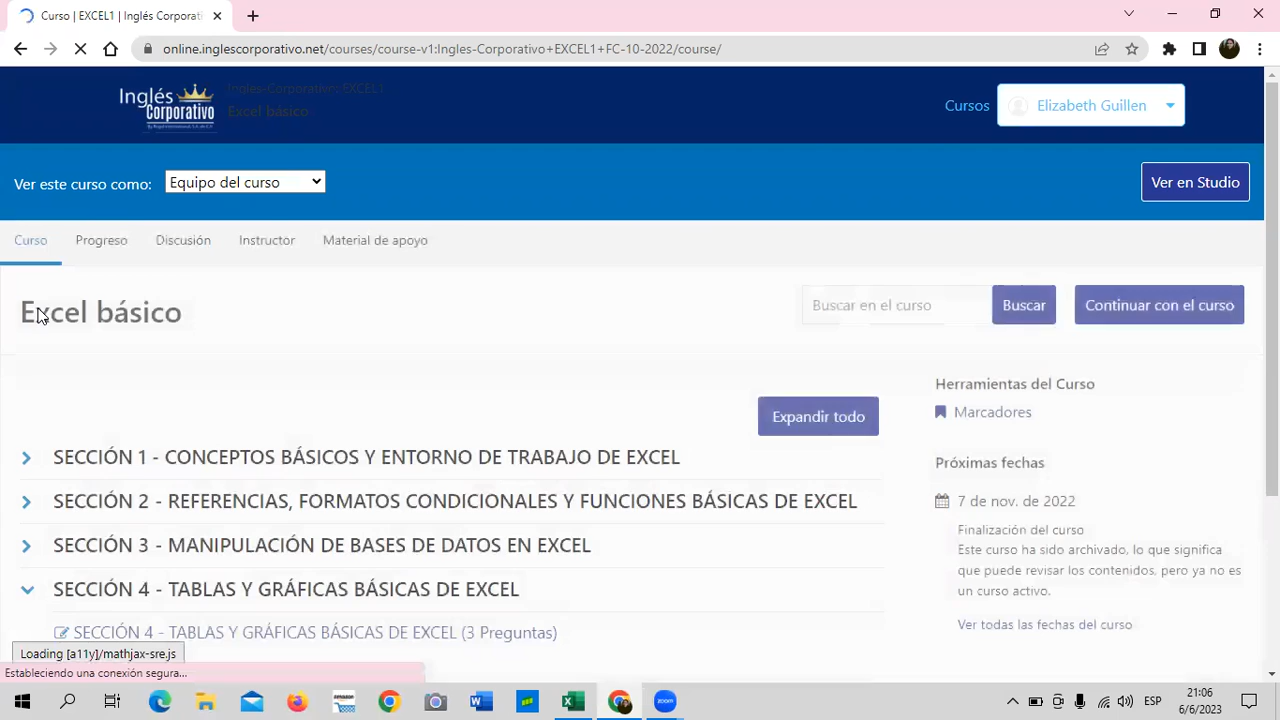 Curso | EXCEL1 | Inglés Corporati
online.inglescorporativo.net/courses/course-v1:Ingles-Corporativo+EXCEL1+FC-10-2022/course/
Inglés Corporativo
Ingles-Corporativo: EXCEL1
Excel básico
Cursos
Elizabeth Guillen
Ver este curso como:
Equipo del curso
Ver en Studio
Curso
Progreso
Discusión
Instructor
Material de apoyo
Excel básico
Buscar en el curso
Buscar
Continuar con el curso
Expandir todo
SECCIÓN 1 - CONCEPTOS BÁSICOS Y ENTORNO DE TRABAJO DE EXCEL
SECCIÓN 2 - REFERENCIAS, FORMATOS CONDICIONALES Y FUNCIONES BÁSICAS DE EXCEL
SECCIÓN 3 - MANIPULACIÓN DE BASES DE DATOS EN EXCEL
SECCIÓN 4 - TABLAS Y GRÁFICAS BÁSICAS DE EXCEL
SECCIÓN 4 - TABLAS Y GRÁFICAS BÁSICAS DE EXCEL (3 Preguntas)
Herramientas del Curso
Marcadores
Próximas fechas
7 de nov. de 2022
Finalización del curso
Este curso ha sido archivado, lo que significa
que puede revisar los contenidos, pero ya no es
un curso activo.
Ver todas las fechas del curso
Loading [a11y]/mathjax-sre.js
Estableciendo una conexión segura...
ESP
21:06
6/6/2023